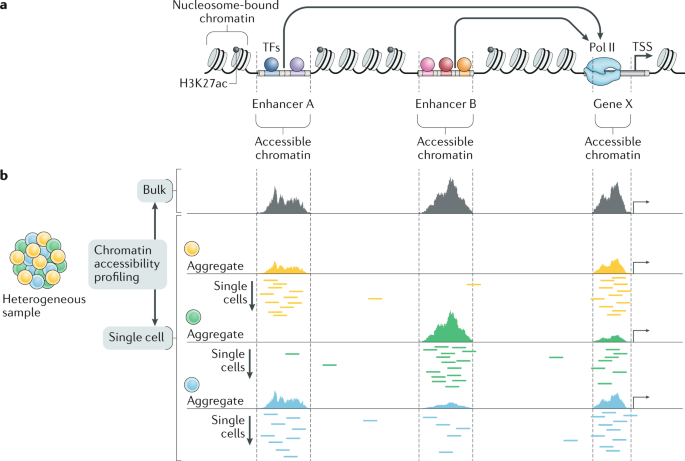 a
Nucleosome-bound
chromatin
TFs
Pol II
TSS
H3K27ac
Enhancer A
Enhancer B
Gene X
Accessible
chromatin
Accessible
chromatin
Accessible
chromatin
b
Bulk
Chromatin
accessibility
profiling
Heterogeneous
sample
Single cell
Aggregate
Single
cells
Aggregate
Single
cells
Aggregate
Single
cells